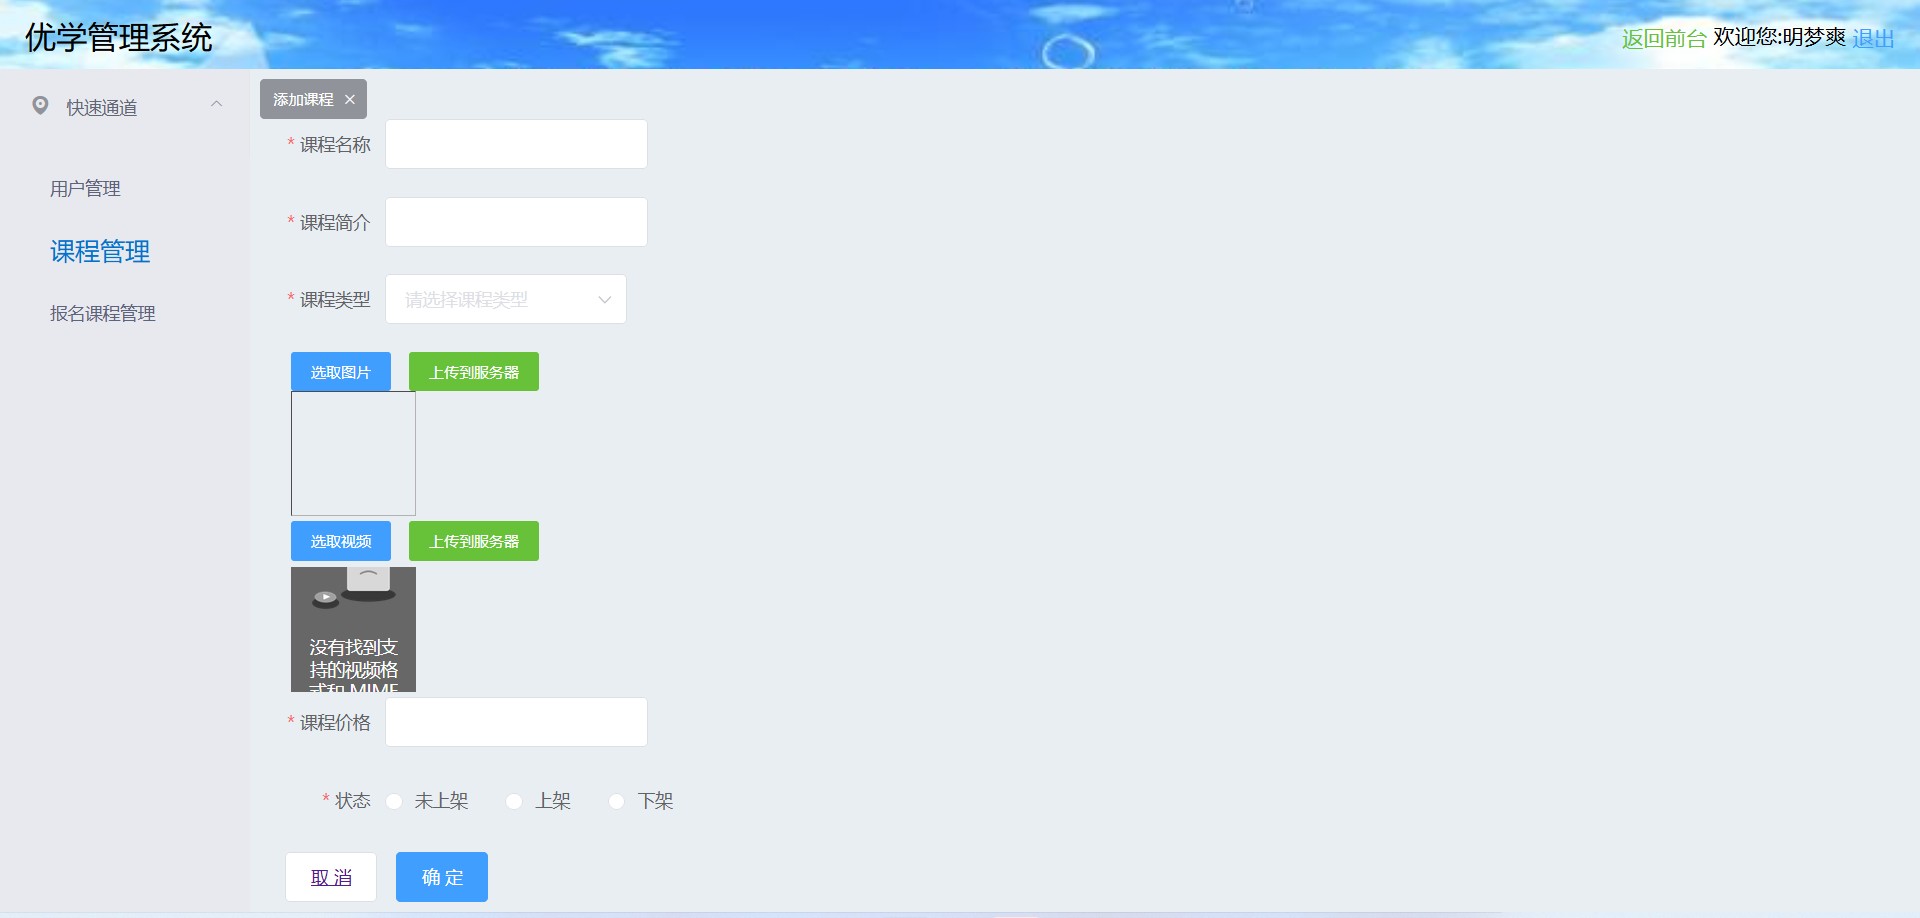 优学管理系统
返回前台 欢迎您:明梦爽 退出
快速通道
用户管理
课程管理
报名课程管理
添加课程 ×
* 课程名称
* 课程简介
* 课程类型 请选择课程类型
选取图片 上传到服务器
选取视频 上传到服务器
没有找到支
持的视频格
式和 MIME
* 课程价格
* 状态 未上架 上架 下架
取 消 确 定